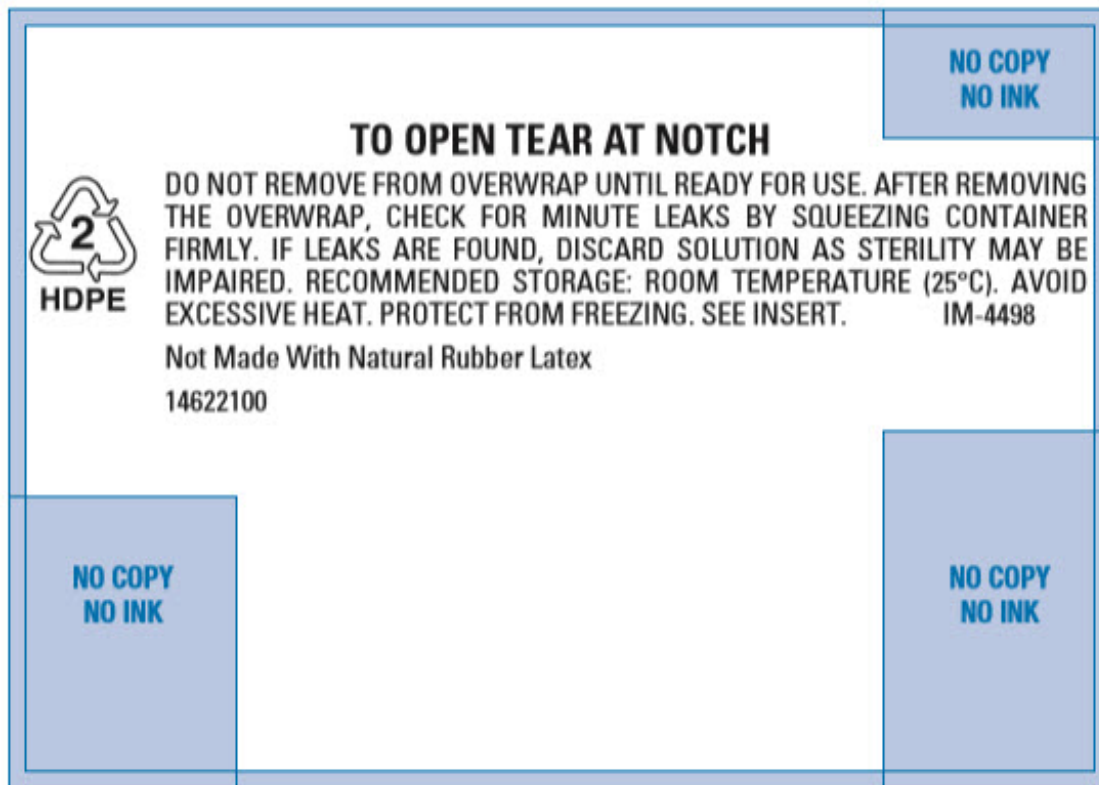 NO COPY
NO INK
TO OPEN TEAR AT NOTCH
DO NOT REMOVE FROM OVERWRAP UNTIL READY FOR USE. AFTER REMOVING
THE OVERWRAP, CHECK FOR MINUTE LEAKS BY SQUEEZING CONTAINER
FIRMLY. IF LEAKS ARE FOUND, DISCARD SOLUTION AS STERILITY MAY BE
IMPAIRED. RECOMMENDED STORAGE: ROOM TEMPERATURE (25°C). AVOID
EXCESSIVE HEAT. PROTECT FROM FREEZING. SEE INSERT. IM-4498
2
HDPE
Not Made With Natural Rubber Latex
14622100
NO COPY
NO INK
NO COPY
NO INK